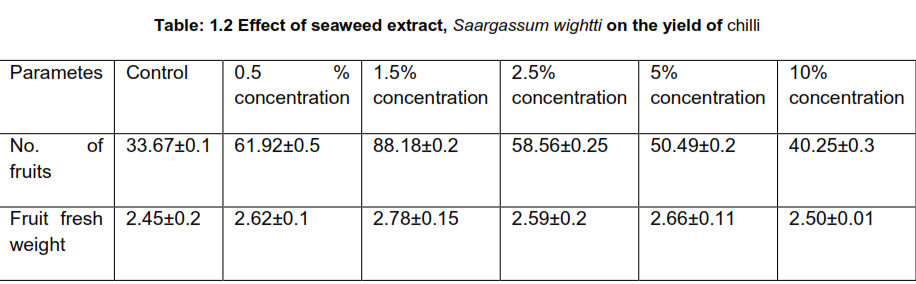 Table: 1.2 Effect of seaweed extract, Saargassum wightti on the yield of chilli
Parametes Control 0.5 % 1.5% 2.5% 5% 10%
concentration concentration concentration concentration concentration
No. of 33.67±0.1 61.92±0.5 88.18±0.2 58.56±0.25 50.49±0.2 40.25±0.3
fruits
Fruit fresh 2.45±0.2 2.62±0.1 2.78±0.15 2.59±0.2 2.66±0.11 2.50±0.01
weight